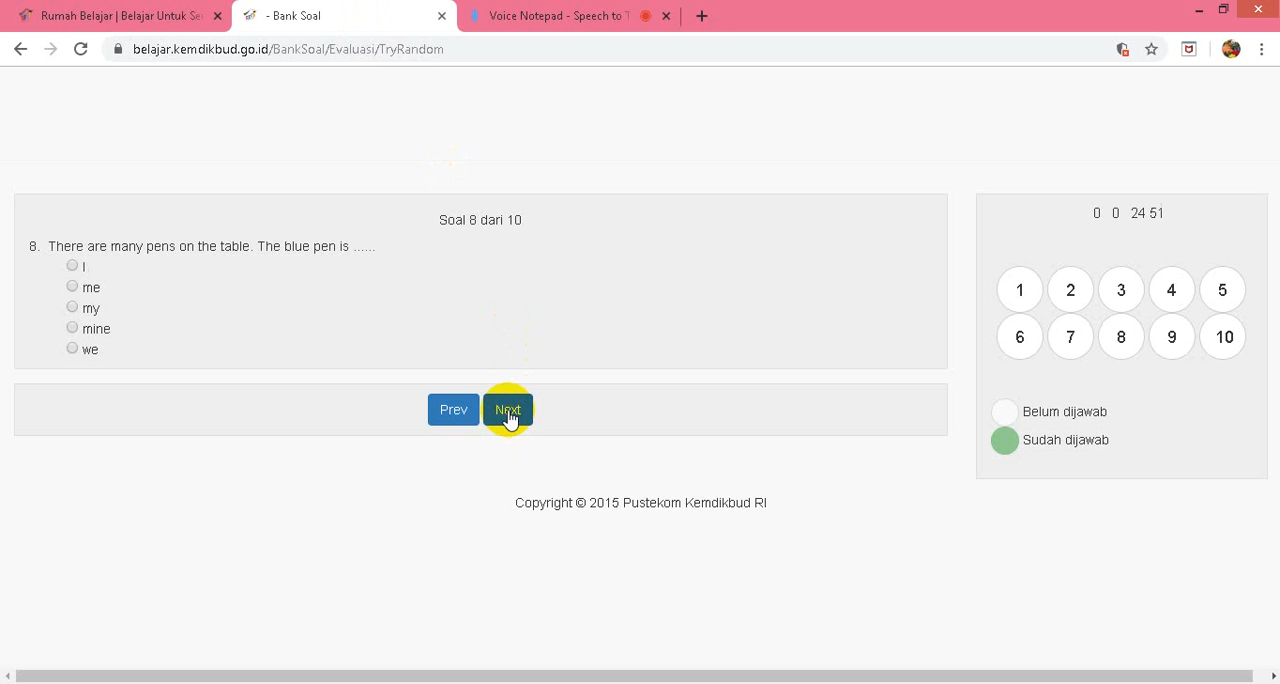 Rumah Belajar | Belajar Untuk Se
- Bank Soal
Voice Notepad - Speech to T
belajar.kemdikbud.go.id/BankSoal/Evaluasi/TryRandom
Soal 8 dari 10
8. There are many pens on the table. The blue pen is ......
I
me
my
mine
we
Prev
Next
0 0 24 51
1 2 3 4 5
6 7 8 9 10
Belum dijawab
Sudah dijawab
Copyright © 2015 Pustekom Kemdikbud RI